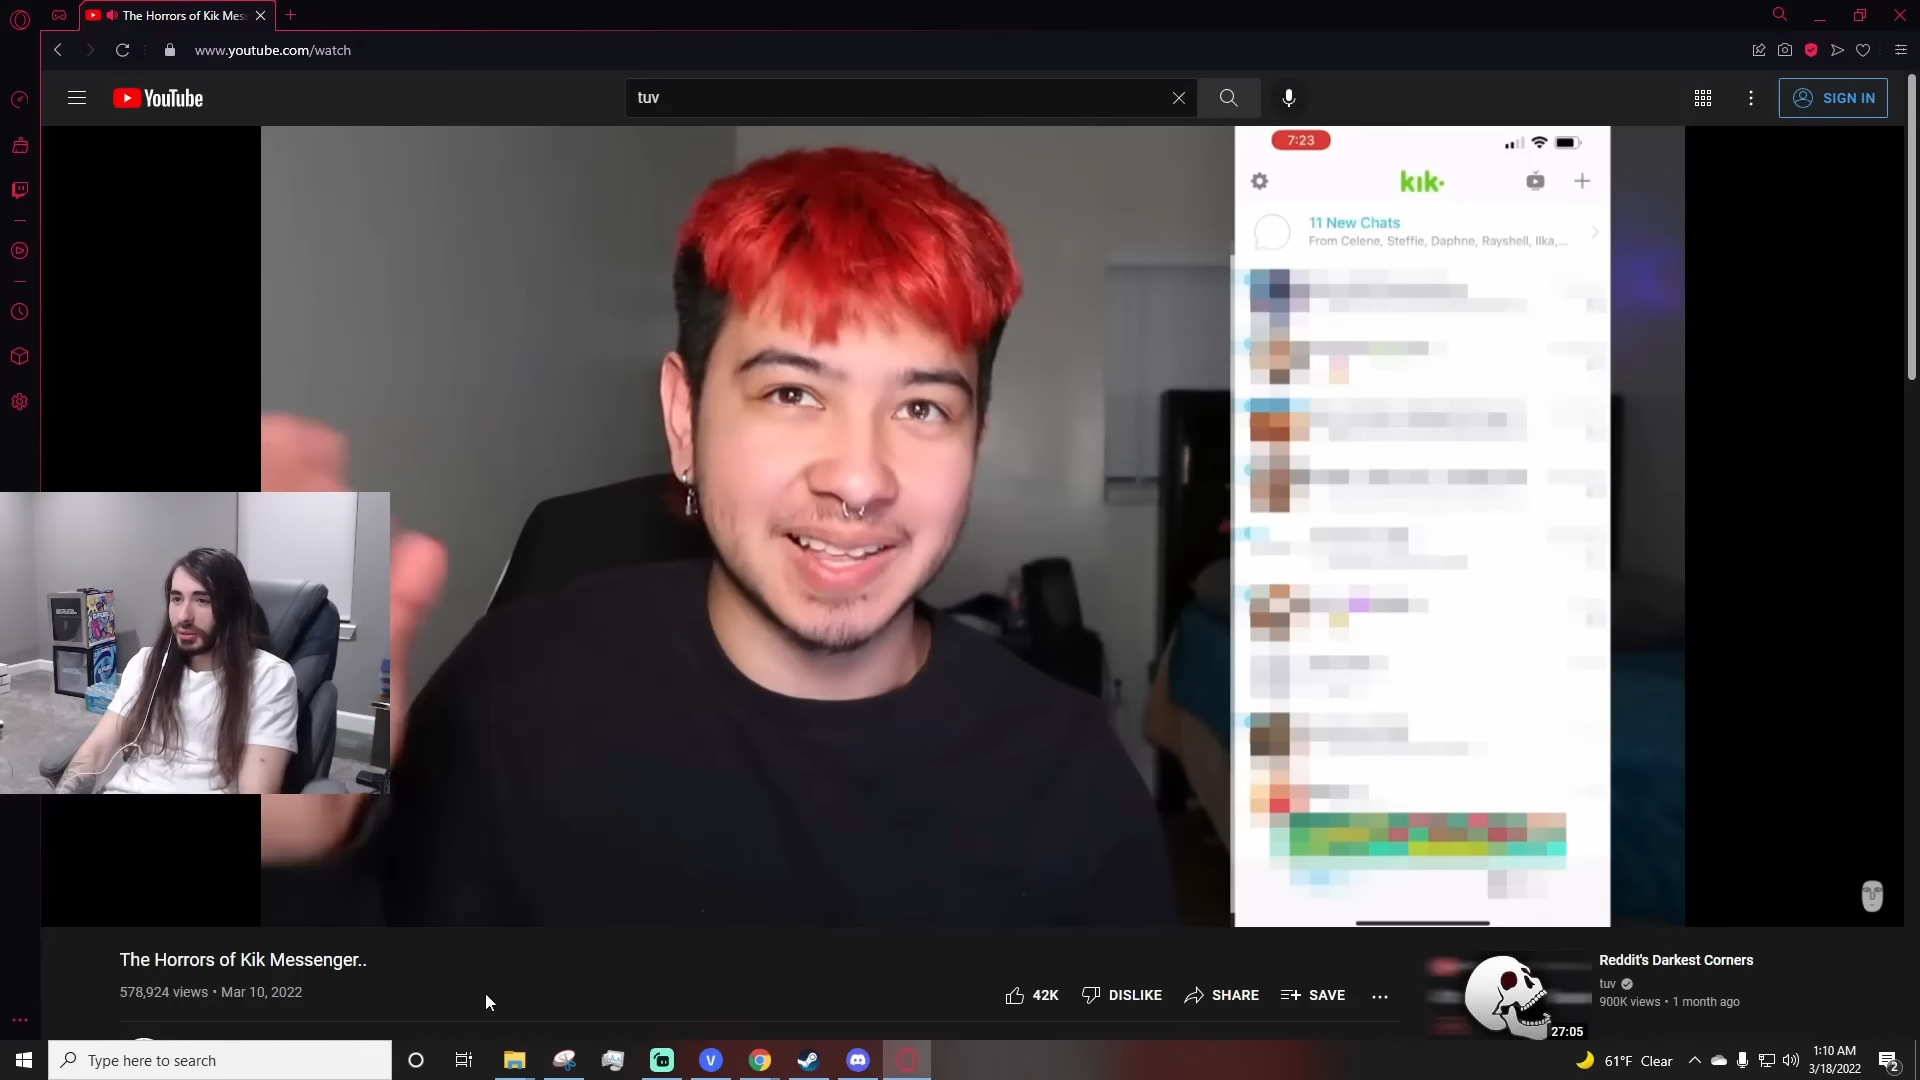 The Horrors of Kik Mes
www.youtube.com/watch
YouTube
tuv
SIGN IN
7:23
kik.
11 New Chats
From Celene, Steffie, Daphne, Rayshell, Ilka,...
The Horrors of Kik Messenger..
578,924 views • Mar 10, 2022
42K
DISLIKE
SHARE
SAVE
Reddit's Darkest Corners
tuv
900K views • 1 month ago
27:05
Type here to search
V
61°F Clear
1:10 AM
3/18/2022
2